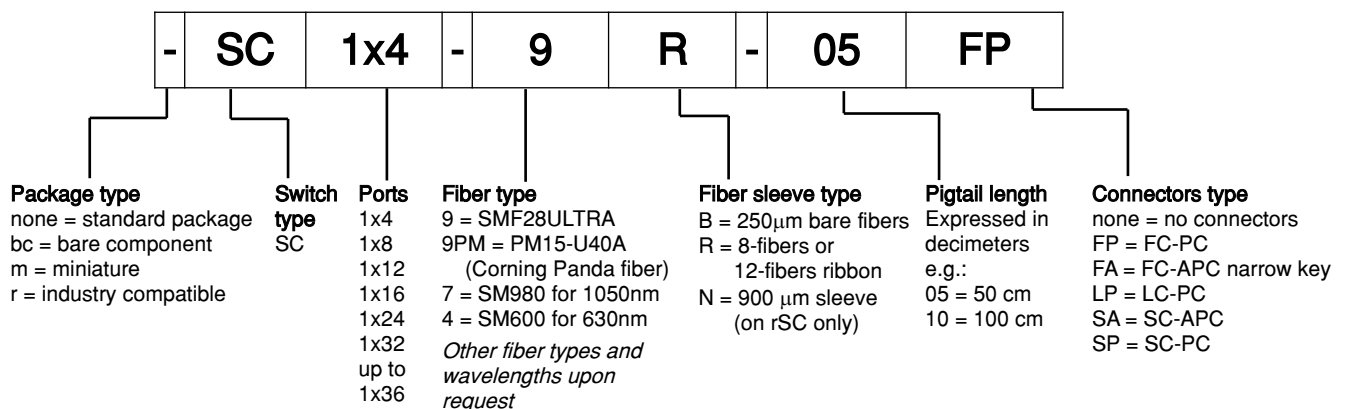 - SC 1x4 - 9 R - 05 FP
Package type
none = standard package
bc = bare component
m = miniature
r = industry compatible
Switch
type
SC
Ports
1x4
1x8
1x12
1x16
1x24
1x32
up to
1x36
Fiber type
9 = SMF28ULTRA
9PM = PM15-U40A
(Corning Panda fiber)
7 = SM980 for 1050nm
4 = SM600 for 630nm
Other fiber types and
wavelengths upon
request
Fiber sleeve type
B = 250μm bare fibers
R = 8-fibers or
12-fibers ribbon
N = 900 μm sleeve
(on rSC only)
Pigtail length
Expressed in
decimeters
e.g.:
05 = 50 cm
10 = 100 cm
Connectors type
none = no connectors
FP = FC-PC
FA = FC-APC narrow key
LP = LC-PC
SA = SC-APC
SP = SC-PC